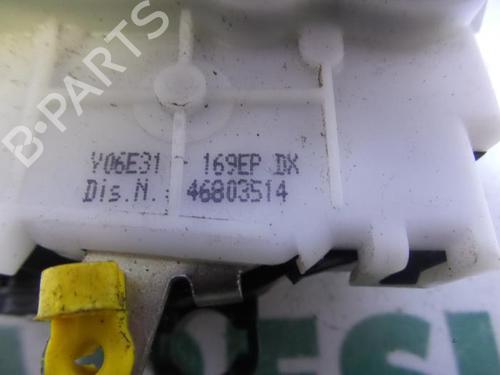 B-PARTS
Y06E31 - 169EP DX
Dis.N. 46803514